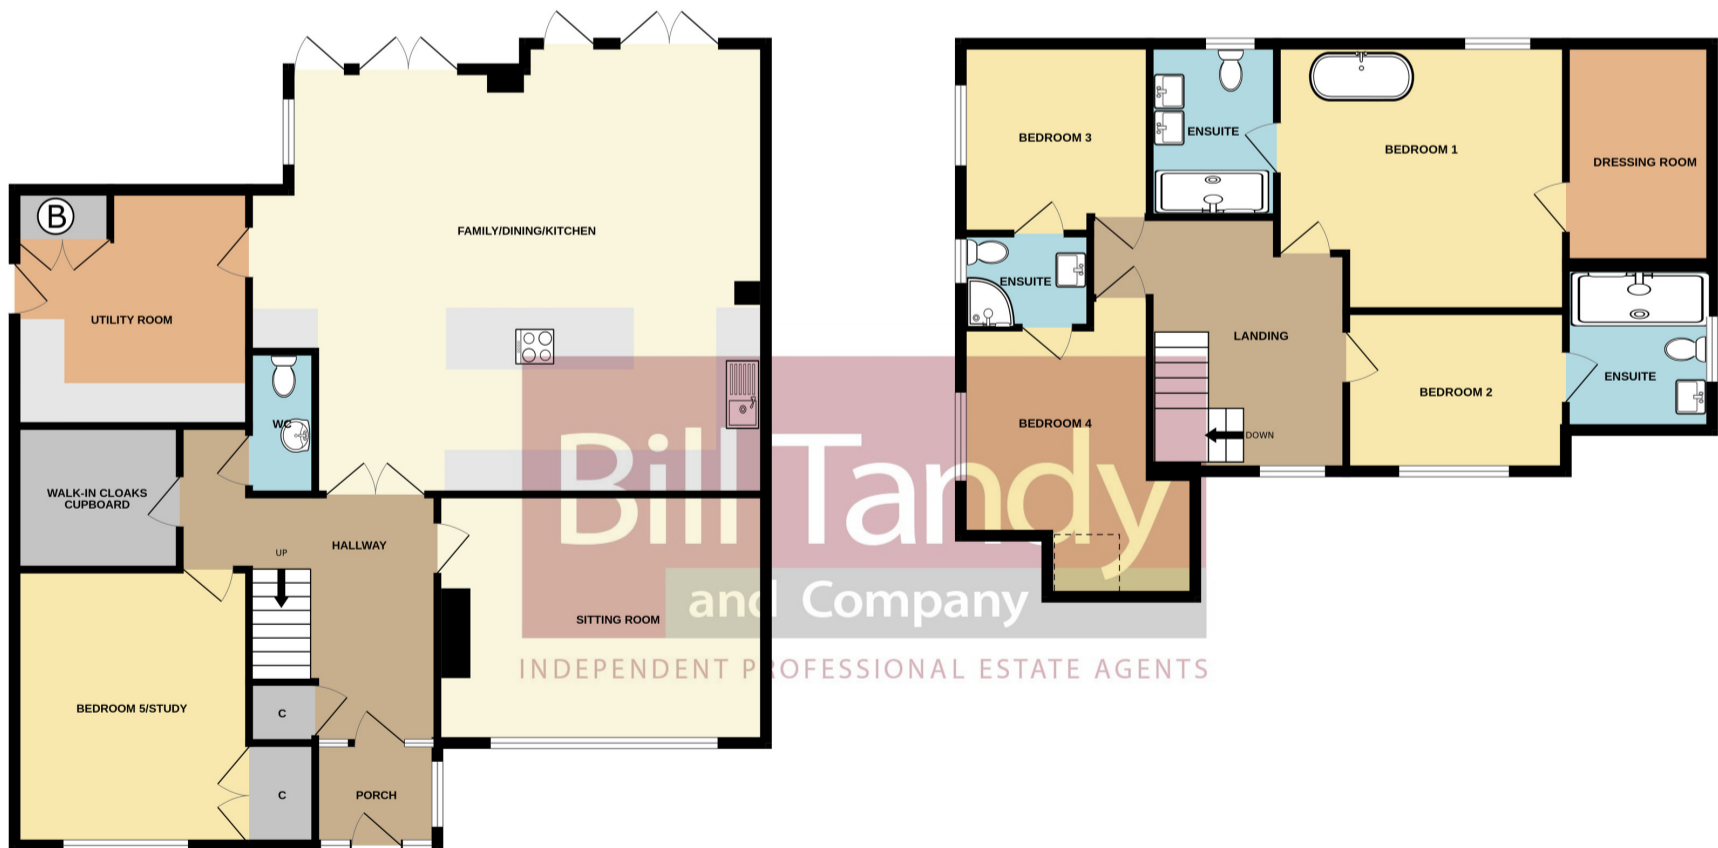 B
FAMILY/DINING/KITCHEN
UTILITY ROOM
WC
WALK-IN CLOAKS
CUPBOARD
UP
HALLWAY
SITTING ROOM
BEDROOM 5/STUDY
C
C
PORCH
BEDROOM 3
ENSUITE
BEDROOM 1
DRESSING ROOM
ENSUITE
LANDING
ENSUITE
BEDROOM 2
BEDROOM 4
DOWN
Bill Tandy
and Company
INDEPENDENT PROFESSIONAL ESTATE AGENTS